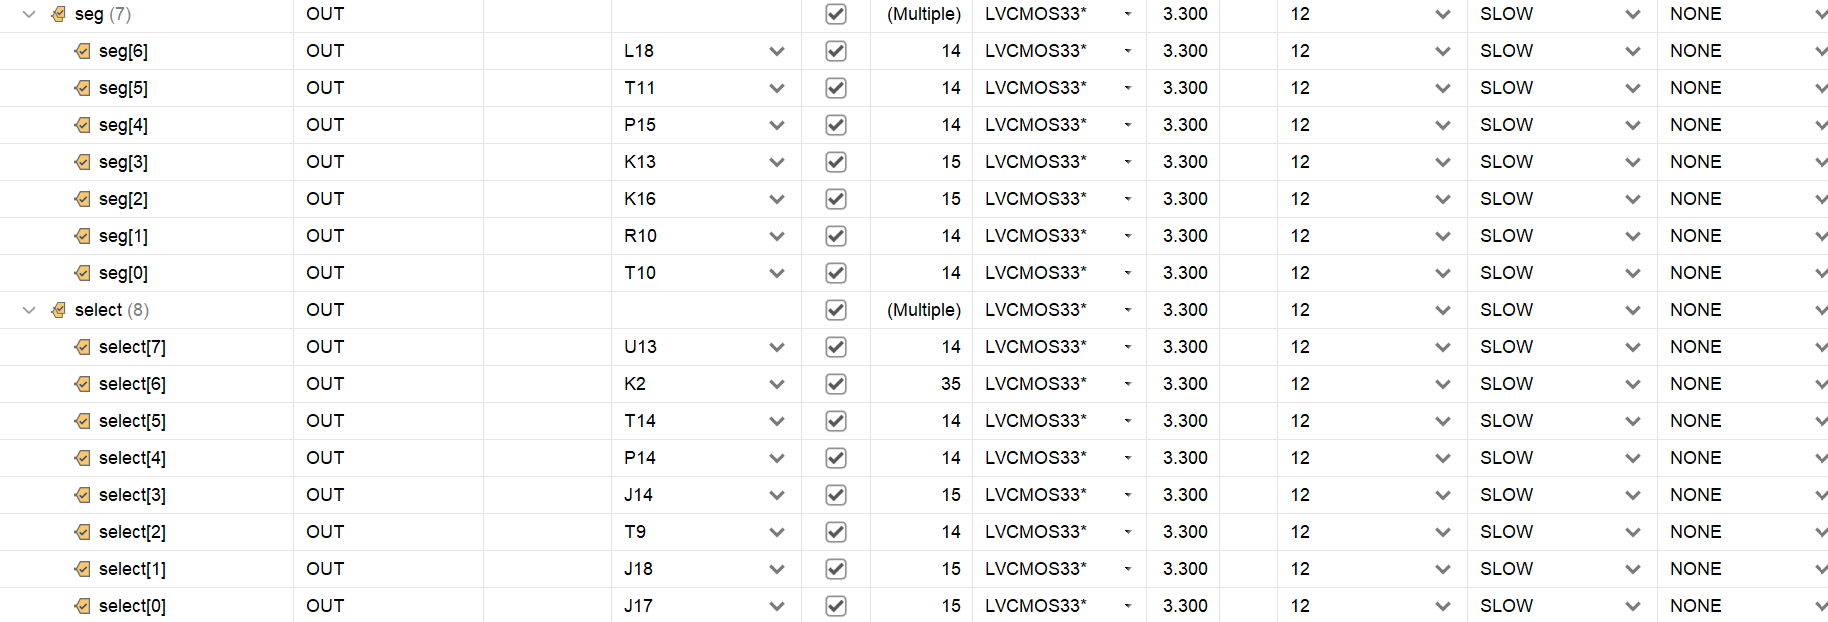 seg (7) OUT (Multiple) LVCMOS33* 3.300 12 SLOW NONE
seg[6] OUT L18 14 LVCMOS33* 3.300 12 SLOW NONE
seg[5] OUT T11 14 LVCMOS33* 3.300 12 SLOW NONE
seg[4] OUT P15 14 LVCMOS33* 3.300 12 SLOW NONE
seg[3] OUT K13 15 LVCMOS33* 3.300 12 SLOW NONE
seg[2] OUT K16 15 LVCMOS33* 3.300 12 SLOW NONE
seg[1] OUT R10 14 LVCMOS33* 3.300 12 SLOW NONE
seg[0] OUT T10 14 LVCMOS33* 3.300 12 SLOW NONE
select (8) OUT (Multiple) LVCMOS33* 3.300 12 SLOW NONE
select[7] OUT U13 14 LVCMOS33* 3.300 12 SLOW NONE
select[6] OUT K2 35 LVCMOS33* 3.300 12 SLOW NONE
select[5] OUT T14 14 LVCMOS33* 3.300 12 SLOW NONE
select[4] OUT P14 14 LVCMOS33* 3.300 12 SLOW NONE
select[3] OUT J14 15 LVCMOS33* 3.300 12 SLOW NONE
select[2] OUT T9 14 LVCMOS33* 3.300 12 SLOW NONE
select[1] OUT J18 15 LVCMOS33* 3.300 12 SLOW NONE
select[0] OUT J17 15 LVCMOS33* 3.300 12 SLOW NONE